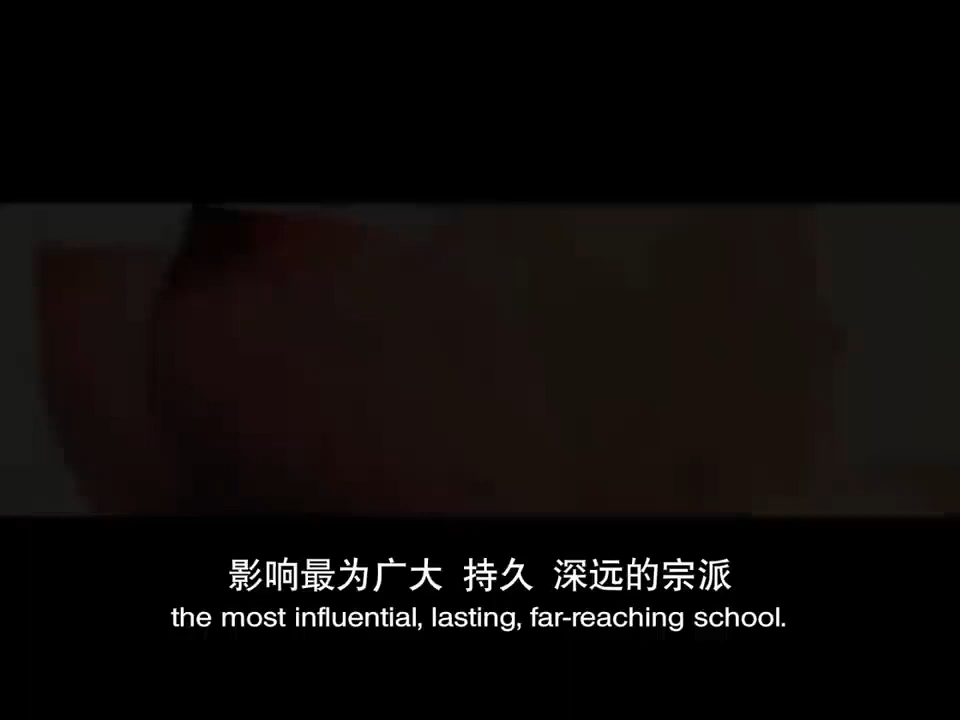 影响最为广大 持久 深远的宗派
the most influential, lasting, far-reaching school.